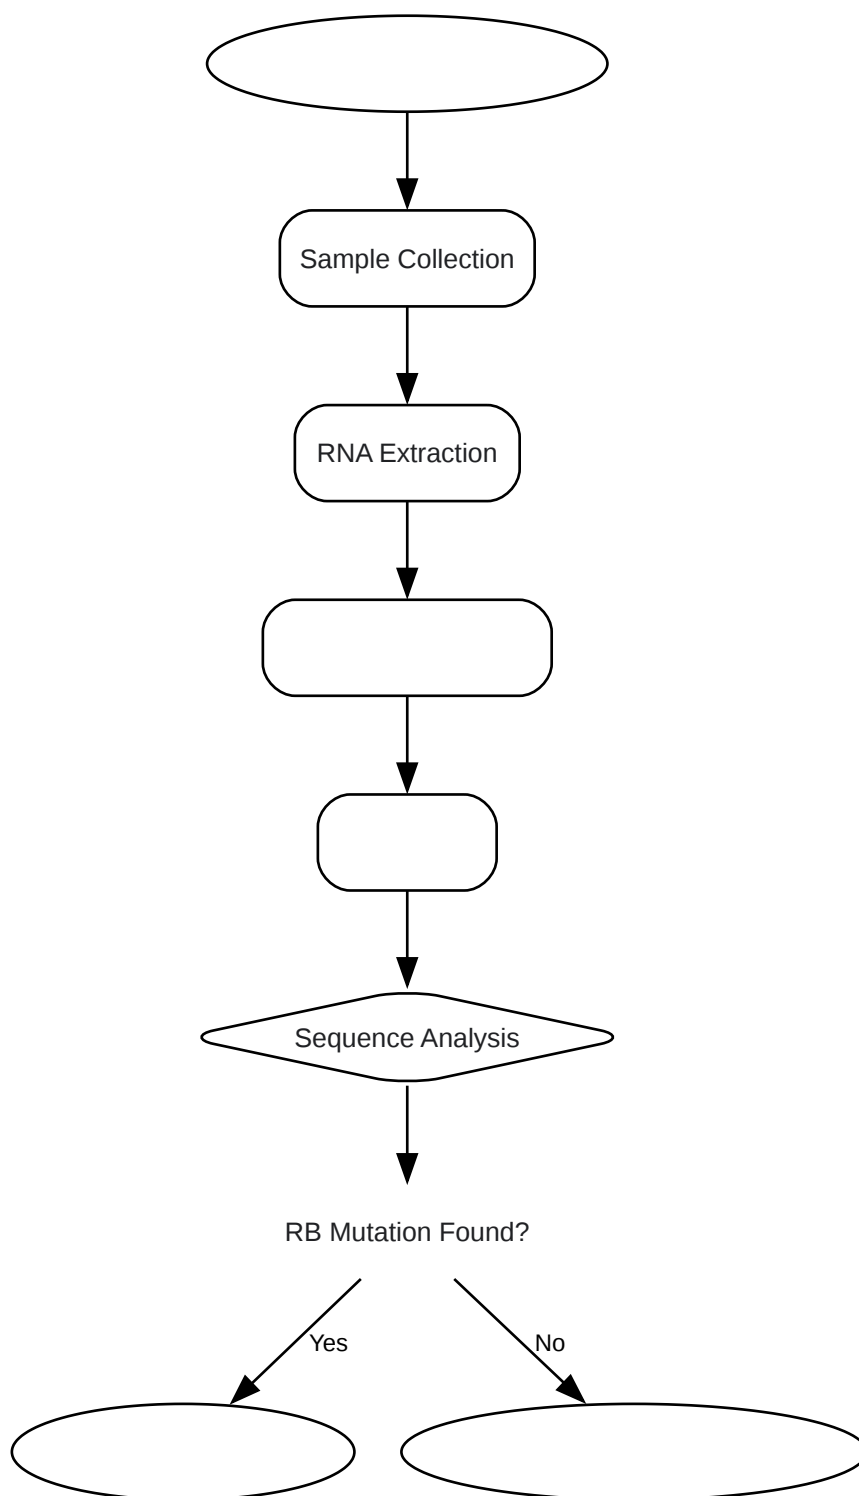 Sample Collection
RNA Extraction
Sequence Analysis
RB Mutation Found?
Yes
No